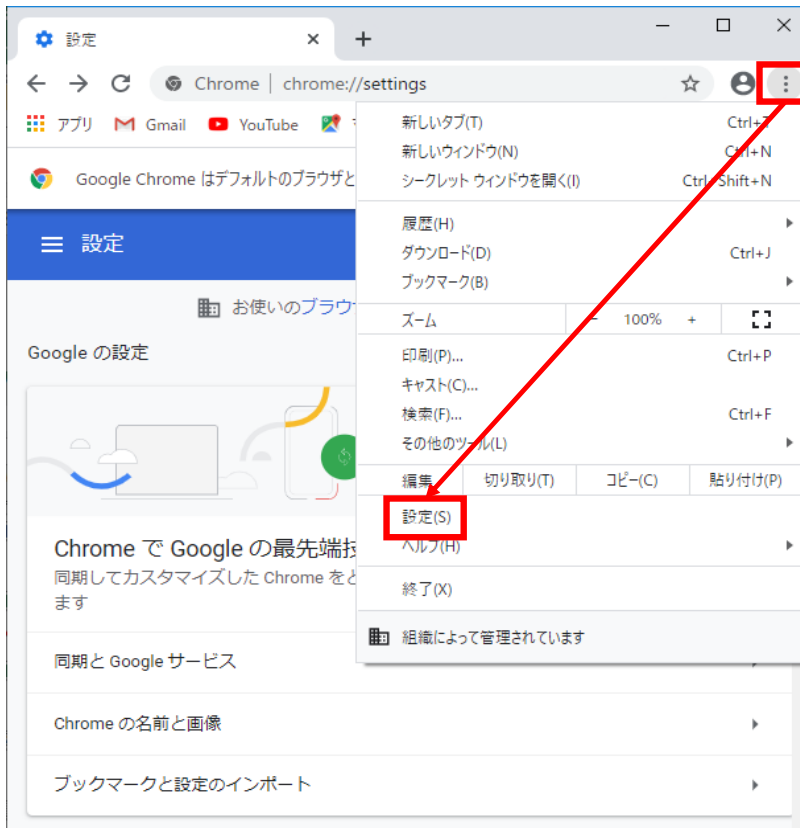 設定
Chrome | chrome://settings
アプリ Gmail YouTube
Google Chrome はデフォルトのブラウザと
設定
お使いのブラウ
Google の設定
Chrome で Google の最先端技
同期してカスタマイズした Chrome をと
ます
同期と Google サービス
Chrome の名前と画像
ブックマークと設定のインポート
新しいタブ(T) Ctrl+T
新しいウィンドウ(N) Ctrl+N
シークレット ウィンドウを開く(I) Ctrl+Shift+N
履歴(H)
ダウンロード(D) Ctrl+J
ブックマーク(B)
ズーム - 100% +
印刷(P)... Ctrl+P
キャスト(C)...
検索(F)... Ctrl+F
その他のツール(L)
編集 切り取り(T) コピー(C) 貼り付け(P)
設定(S)
ヘルプ(H)
終了(X)
組織によって管理されています